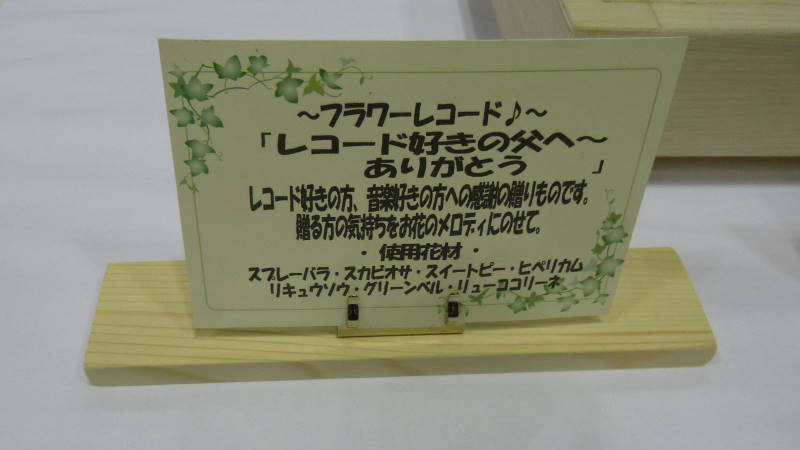 ～フラワーレコード♪～
「レコード好きの父へ～
ありがとう 」
レコード好きの方、音楽好きの方への感謝の贈りものです。
贈る方の気持ちをお花のメロディにのせて。
・使用花材・
スプレーバラ・スカビオサ・スイートピー・ヒペリカム
リキュウソウ・グリーンベル・リューココリーネ